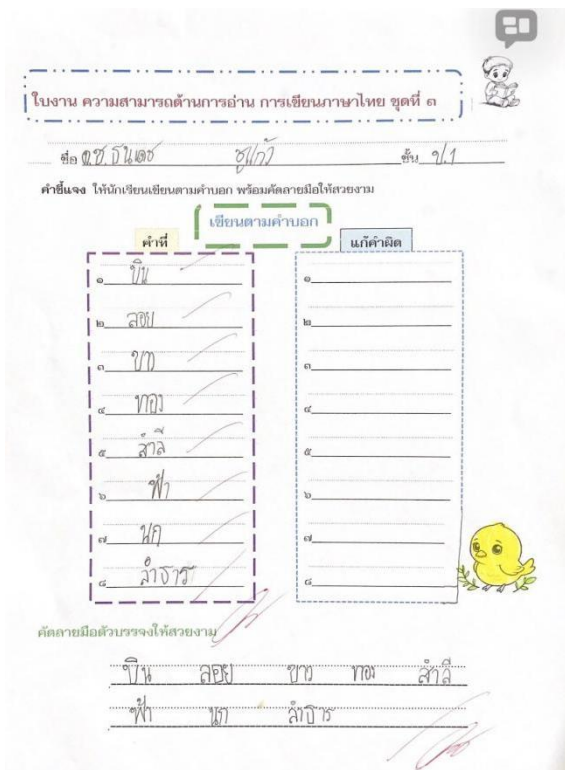 ใบงาน ความสามารถด้านการอ่าน การเขียนภาษาไทย ชุดที่ ๓
ชื่อ ด.ช. ธนเดช ชูแก้ว ชั้น ป.1
คำชี้แจง ให้นักเรียนเขียนตามคำบอก พร้อมคัดลายมือให้สวยงาม
เขียนตามคำบอก
คำที่ แก้คำผิด
๑ บิน ๑
๒ ลอย ๒
๓ ขาว ๓
๔ ทอง ๔
๕ สำลี ๕
๖ ฟ้า ๖
๗ นก ๗
๘ ลำธาร ๘
คัดลายมือตัวบรรจงให้สวยงาม
บิน ลอย ขาว ทอง สำลี
ฟ้า นก ลำธาร